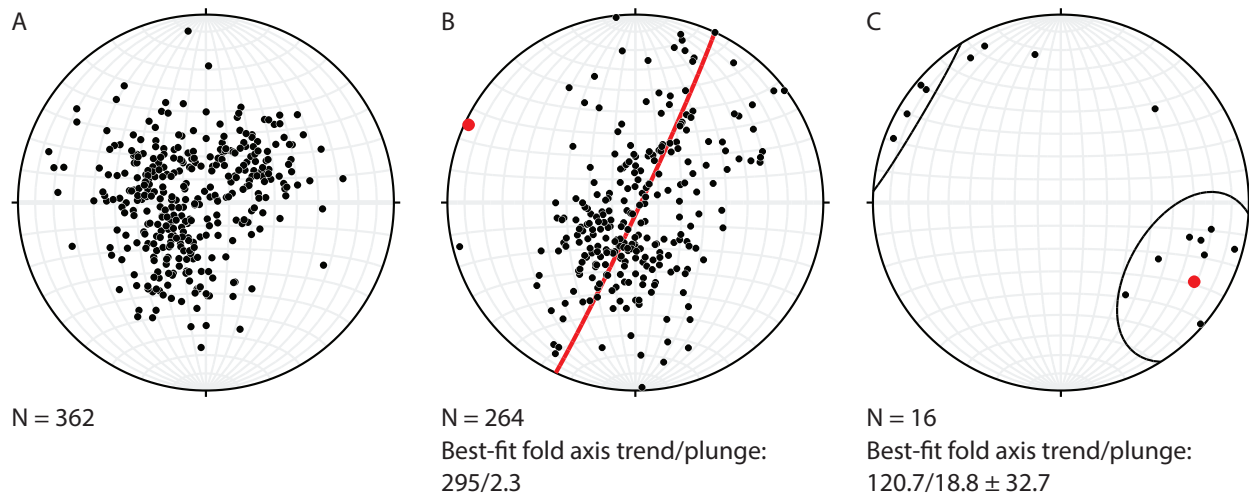 A
B
C
N = 362
N = 264
Best-fit fold axis trend/plunge:
295/2.3
N = 16
Best-fit fold axis trend/plunge:
120.7/18.8 ± 32.7